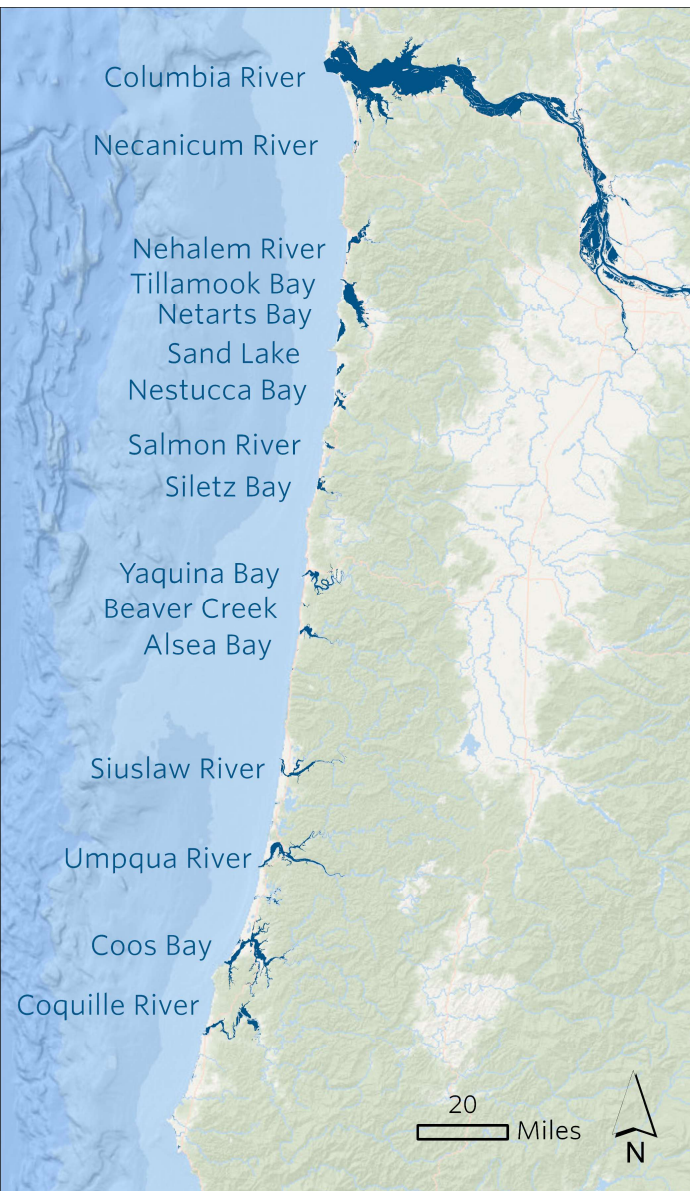 Columbia River
Necanicum River
Nehalem River
Tillamook Bay
Netarts Bay
Sand Lake
Nestucca Bay
Salmon River
Siletz Bay
Yaquina Bay
Beaver Creek
Alsea Bay
Siuslaw River
Umpqua River
Coos Bay
Coquille River
20
Miles
N